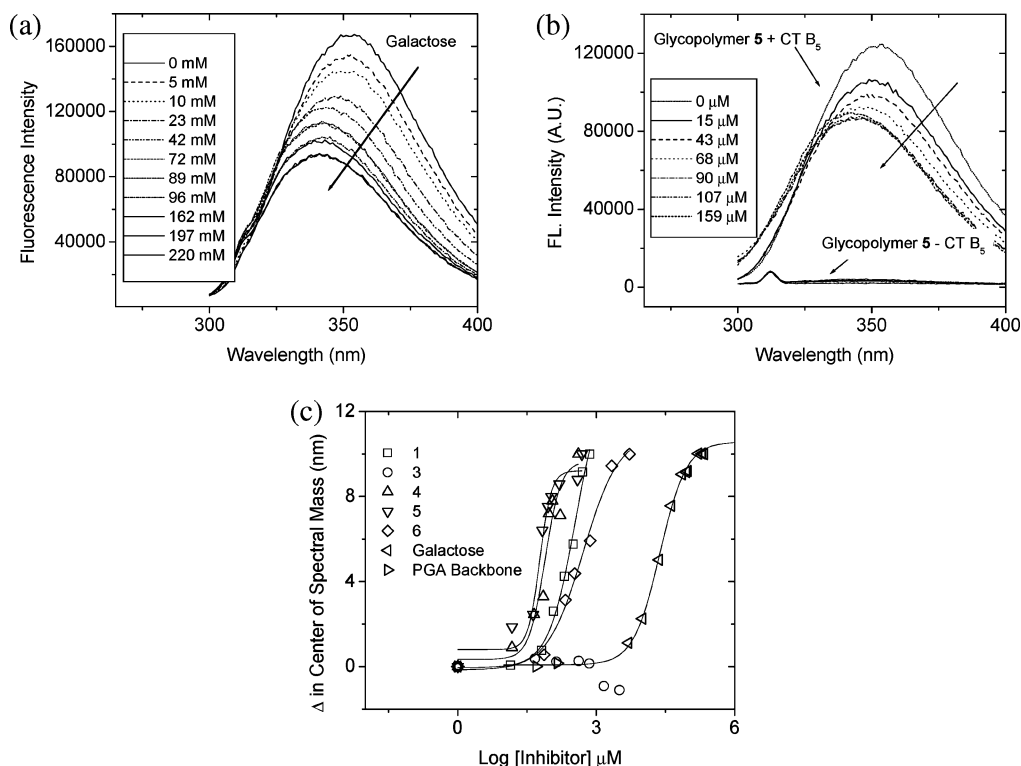 (a)
Fluorescence Intensity
160000
120000
80000
40000
Galactose
0 mM
5 mM
10 mM
23 mM
42 mM
72 mM
89 mM
96 mM
162 mM
197 mM
220 mM
300
350
400
Wavelength (nm)
(b)
FL. Intensity (A.U.)
120000
80000
40000
0
Glycopolymer 5 + CT B5
0 µM
15 µM
43 µM
68 µM
90 µM
107 µM
159 µM
Glycopolymer 5 - CT B5
300
350
400
Wavelength (nm)
(c)
Δ in Center of Spectral Mass (nm)
12
8
4
0
1
3
4
5
6
Galactose
PGA Backbone
0
3
6
Log [Inhibitor] µM